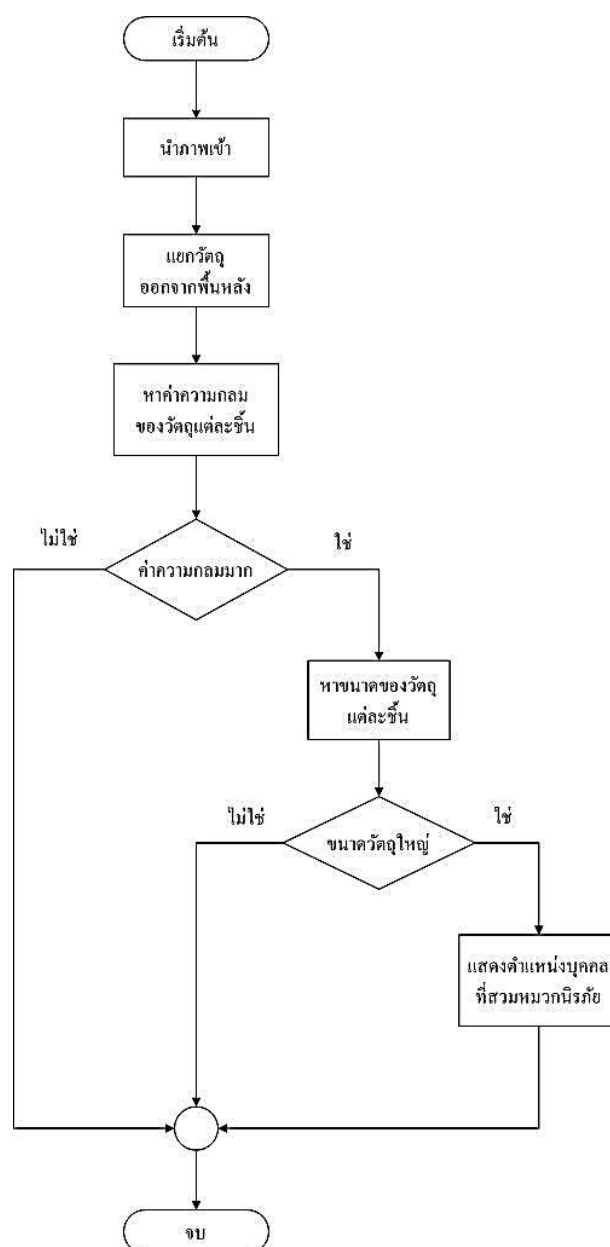 เริ่มต้น
นำภาพเข้า
แยกวัตถุ
ออกจากพื้นหลัง
หาค่าความกลม
ของวัตถุแต่ละชิ้น
ไม่ใช่
ใช่
ค่าความกลมมาก
หาขนาดของวัตถุ
แต่ละชิ้น
ไม่ใช่
ใช่
ขนาดวัตถุใหญ่
แสดงตำแหน่งบุคคล
ที่สวมหมวกนิรภัย
จบ